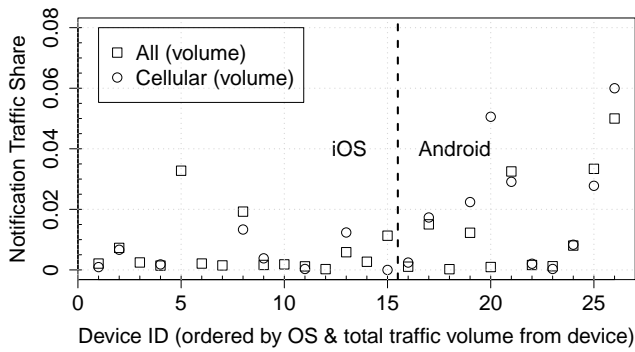 0.08
0.06
0.04
0.02
0
Notification Traffic Share
All (volume)
Cellular (volume)
iOS
Android
0 5 10 15 20 25
Device ID (ordered by OS & total traffic volume from device)